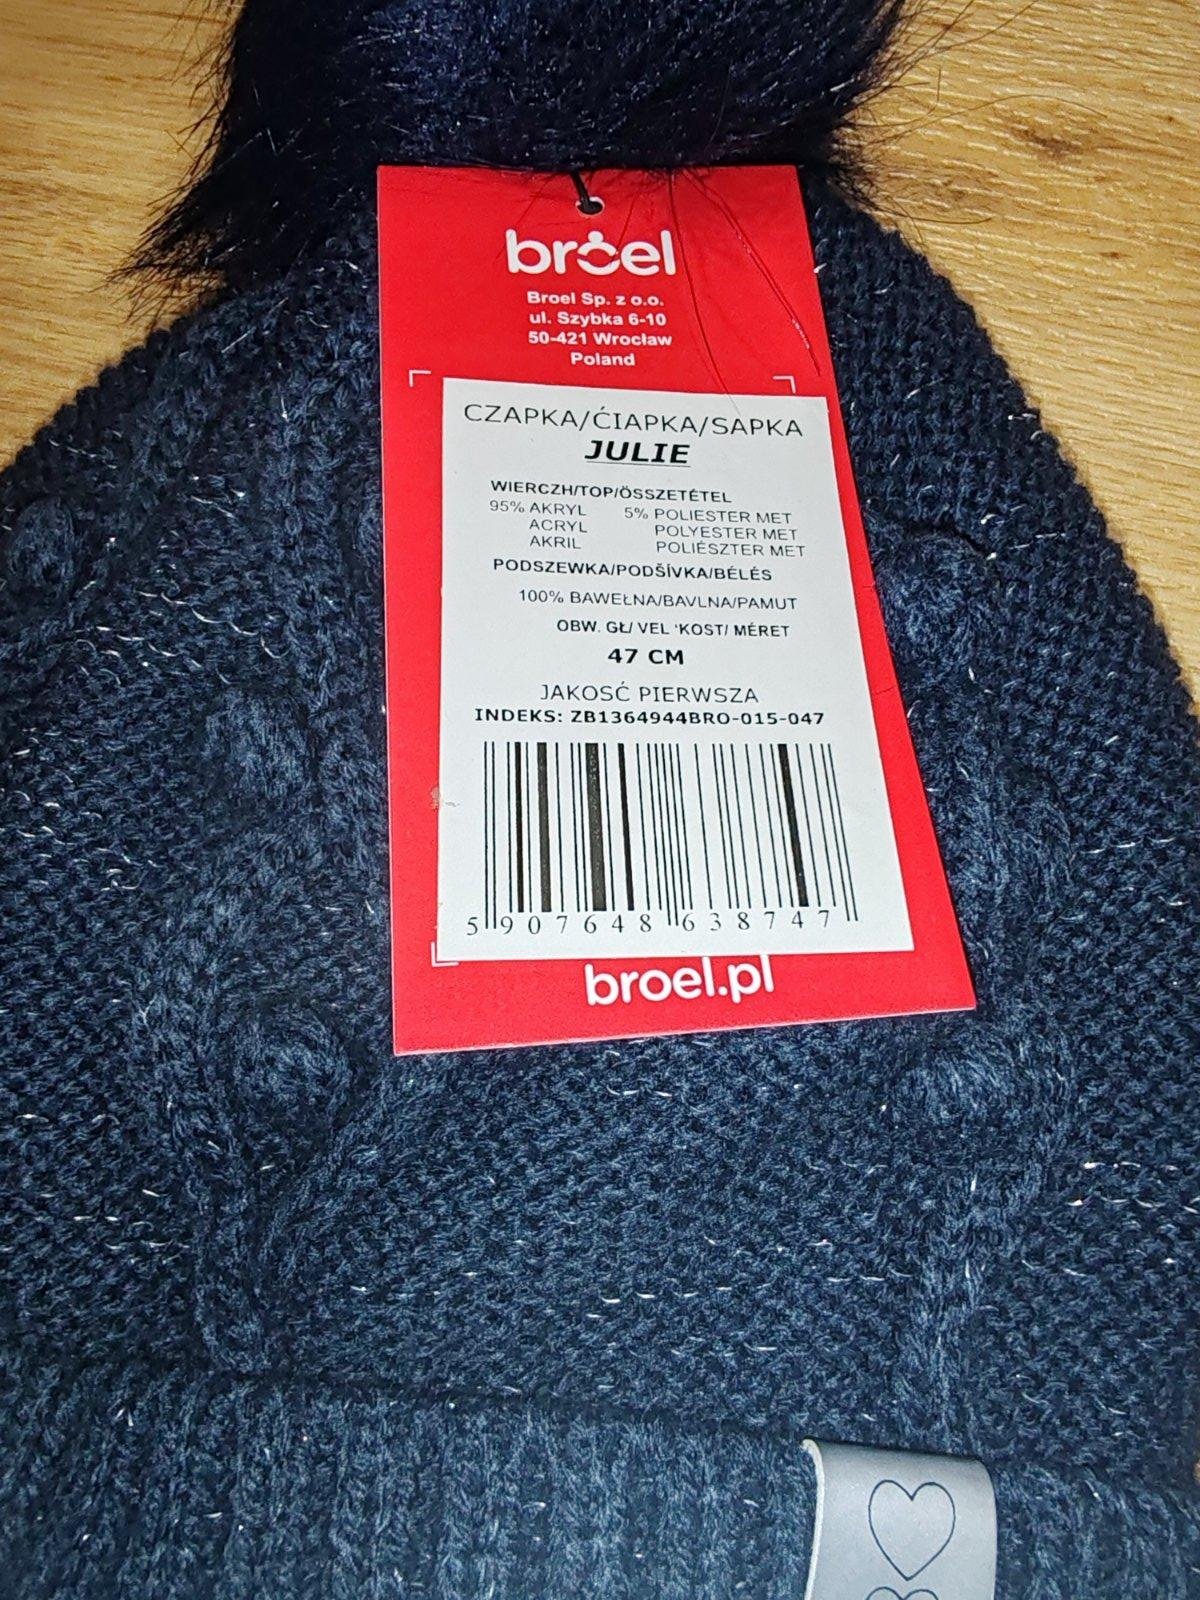 broel
Broel Sp. z o.o.
ul. Szybka 6-10
50-421 Wrocław
Poland
CZAPKA/ĆIAPKA/SAPKA
JULIE
WIERCZH/TOP/ÖSSZETÉTEL
95% AKRYL 5% POLIESTER MET
ACRYL POLYESTER MET
AKRIL POLIÉSZTER MET
PODSZEWKA/PODŠÍVKA/BÉLÉS
100% BAWEŁNA/BAVLNA/PAMUT
OBW. GŁ/ VEL 'KOST/ MÉRET
47 CM
JAKOSĆ PIERWSZA
INDEKS: ZB1364944BRO-015-047
5 907648 638747
broel.pl